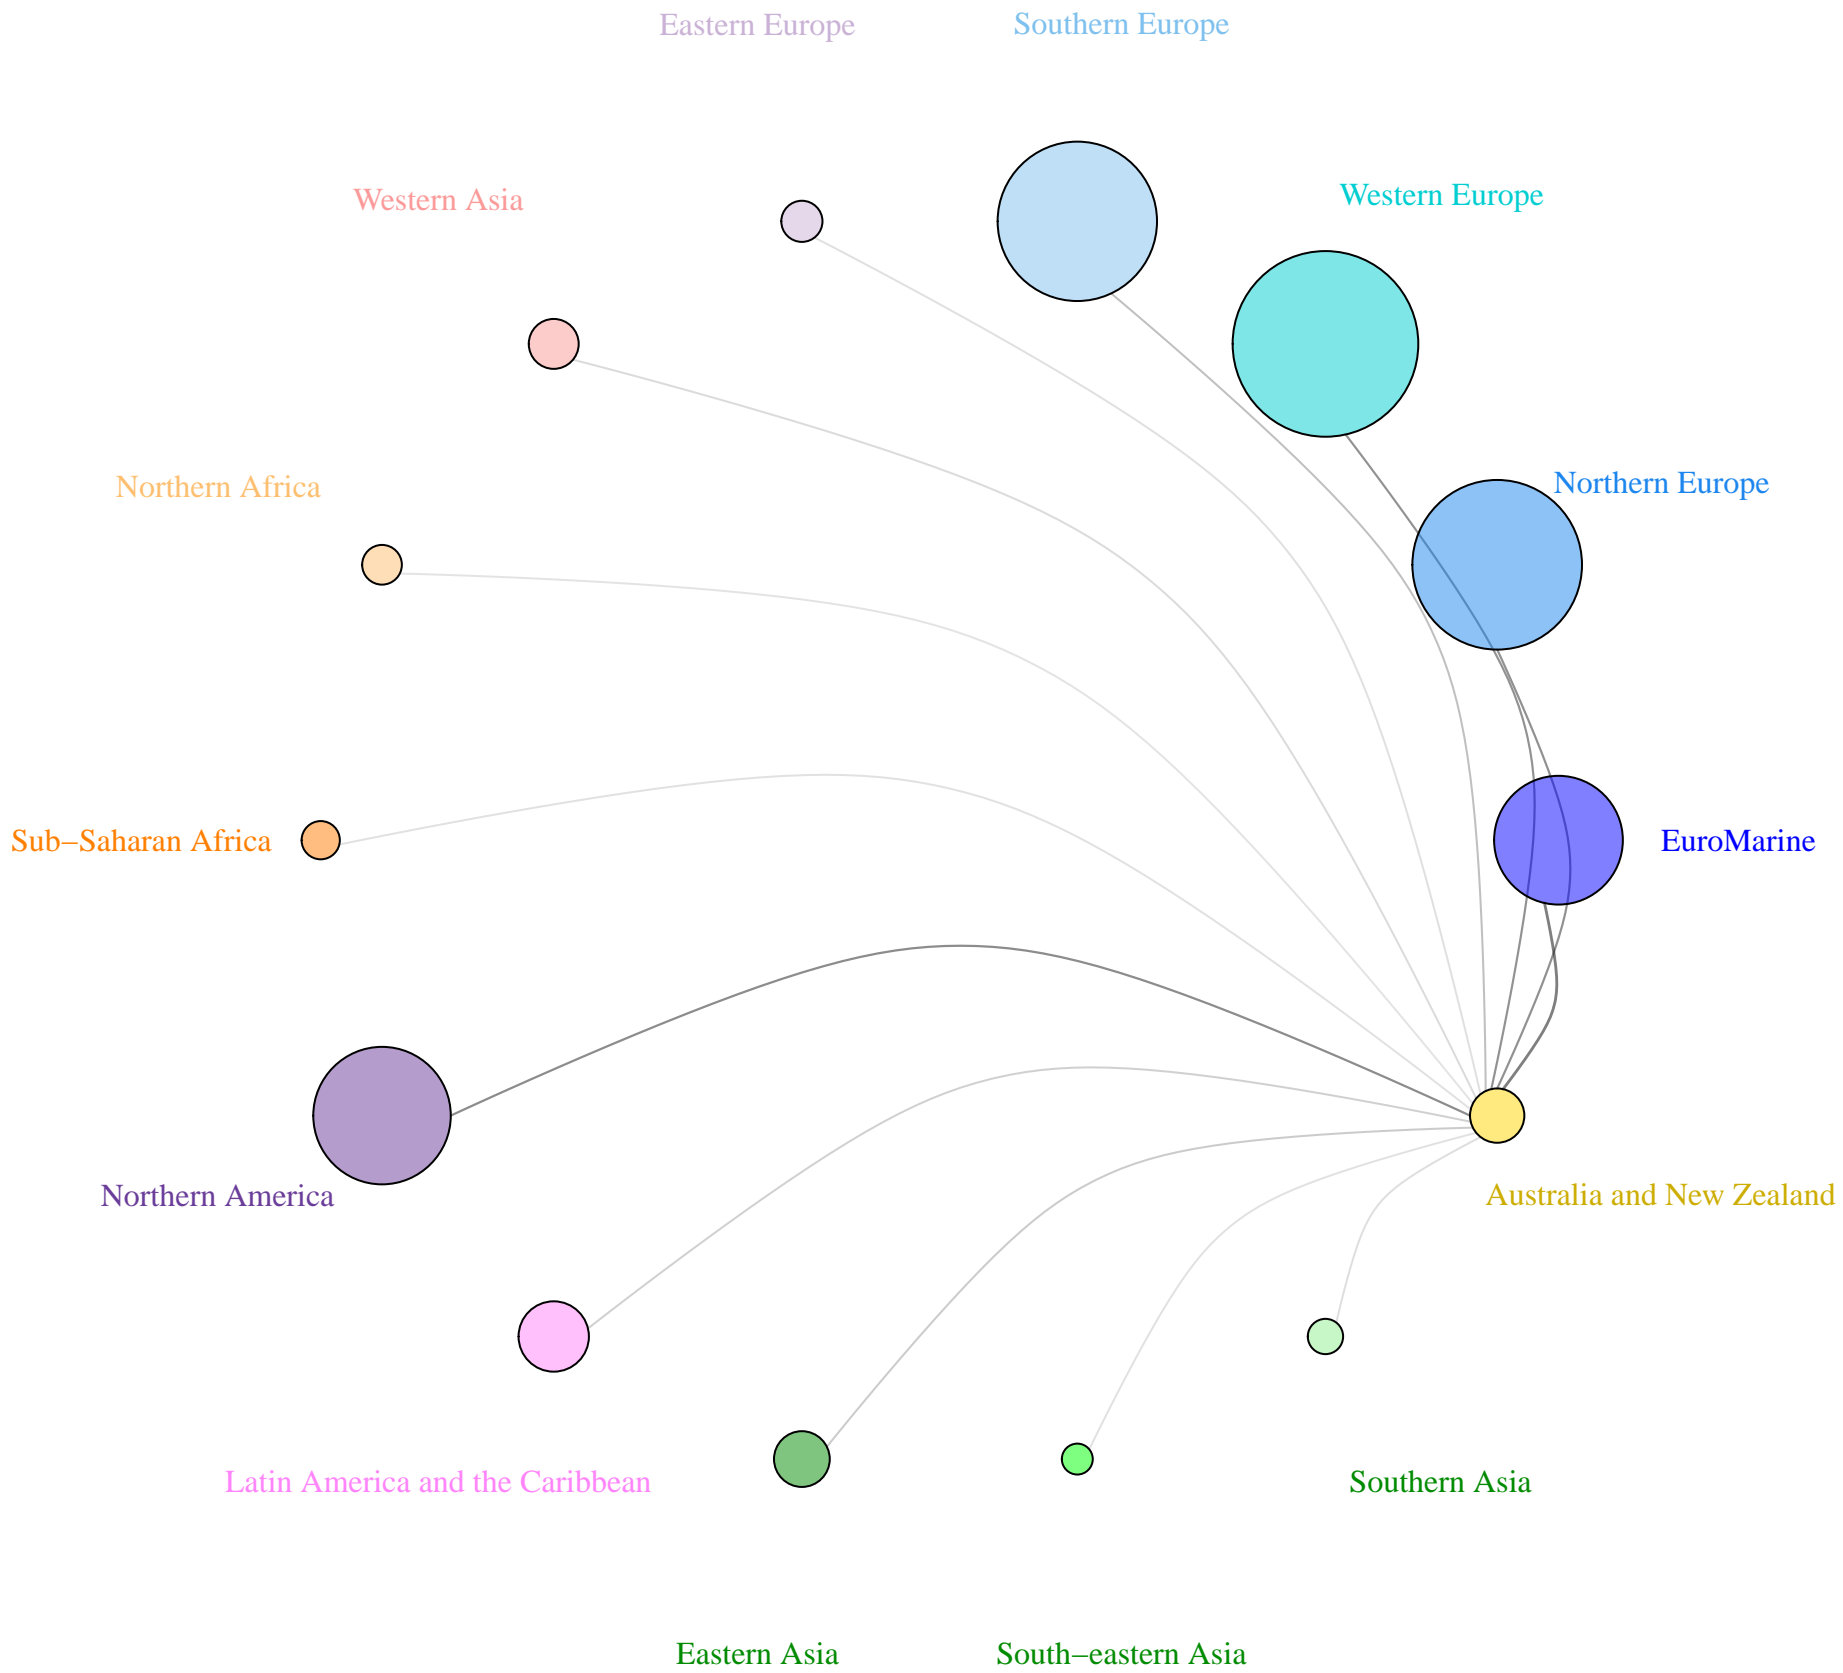 Eastern Europe
Southern Europe
Western Asia
Western Europe
Northern Africa
Northern Europe
Sub−Saharan Africa
EuroMarine
Northern America
Australia and New Zealand
Latin America and the Caribbean
Southern Asia
Eastern Asia
South−eastern Asia